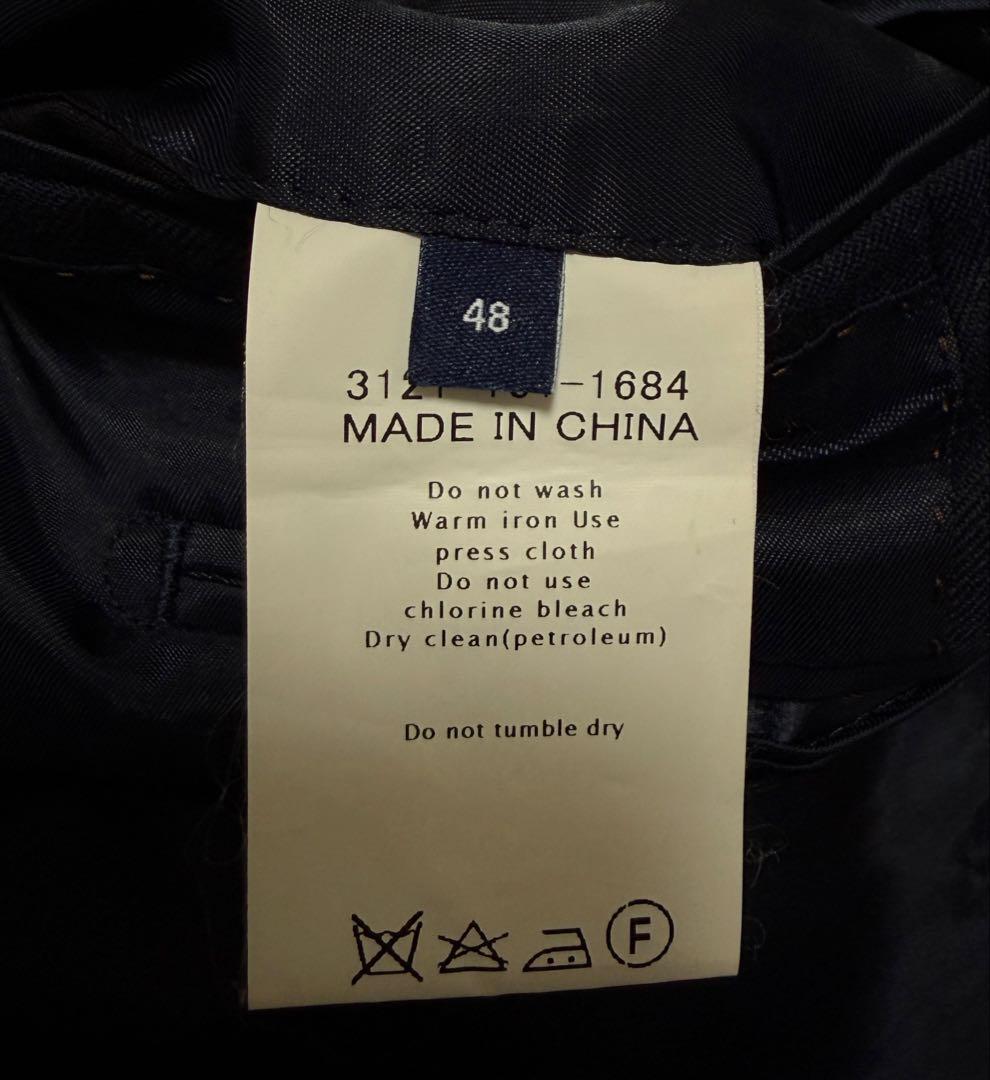 48
-1684
MADE IN CHINA
Do not wash
Warm iron Use
press cloth
Do not use
chlorine bleach
Dry clean(petroleum)
Do not tumble dry
F